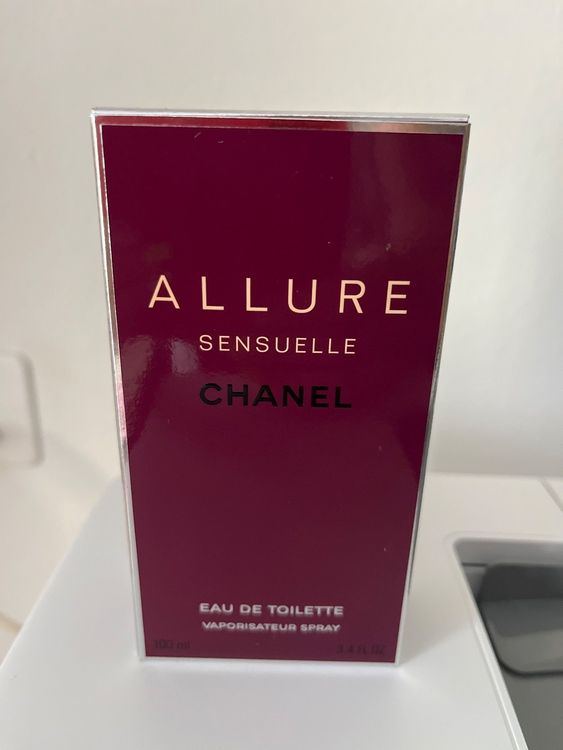 ALLURE
SENSUELLE
CHANEL
EAU DE TOILETTE
VAPORISATEUR SPRAY
100 ml 3.4 FL OZ